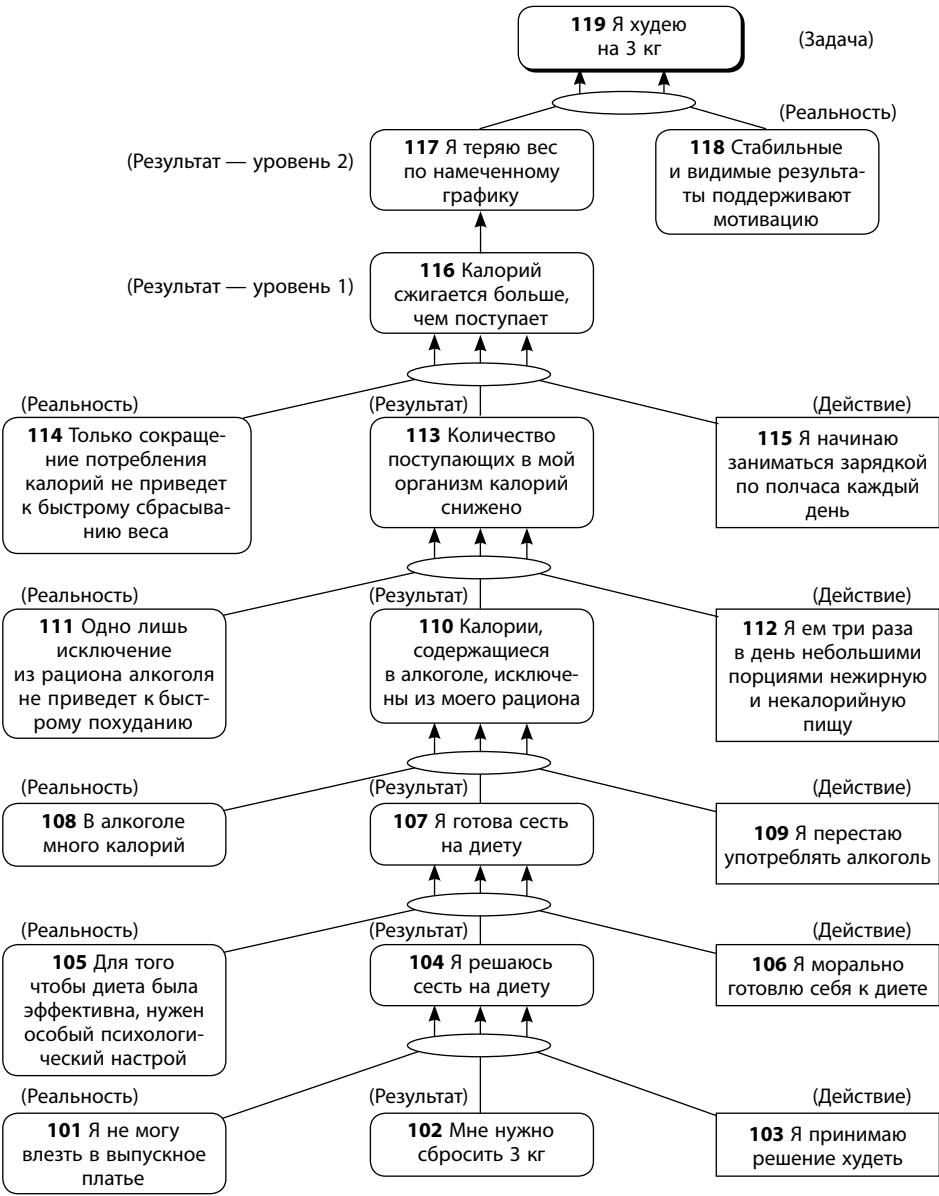 119 Я худею
на 3 кг
(Задача)
(Реальность)
(Результат — уровень 2)
117 Я теряю вес
по намеченному
графику
118 Стабильные
и видимые результа-
ты поддерживают
мотивацию
(Результат — уровень 1)
116 Калорий
сжигается больше,
чем поступает
(Реальность)
114 Только сокраще-
ние потребления
калорий не приведет
к быстрому сбрасыва-
нию веса
(Результат)
113 Количество
поступающих в мой
организм калорий
снижено
(Действие)
115 Я начинаю
заниматься зарядкой
по полчаса каждый
день
(Реальность)
111 Одно лишь
исключение
из рациона алкоголя
не приведет к быст-
рому похуданию
(Результат)
110 Калории,
содержащиеся
в алкоголе, исключе-
ны из моего рациона
(Действие)
112 Я ем три раза
в день небольшими
порциями нежирную
и некалорийную
пищу
(Реальность)
108 В алкоголе
много калорий
(Результат)
107 Я готова сесть
на диету
(Действие)
109 Я перестаю
употреблять алкоголь
(Реальность)
105 Для того
чтобы диета была
эффективна, нужен
особый психологи-
ческий настрой
(Результат)
104 Я решаюсь
сесть на диету
(Действие)
106 Я морально
готовлю себя к диете
(Реальность)
101 Я не могу
влезть в выпускное
платье
(Результат)
102 Мне нужно
сбросить 3 кг
(Действие)
103 Я принимаю
решение худеть